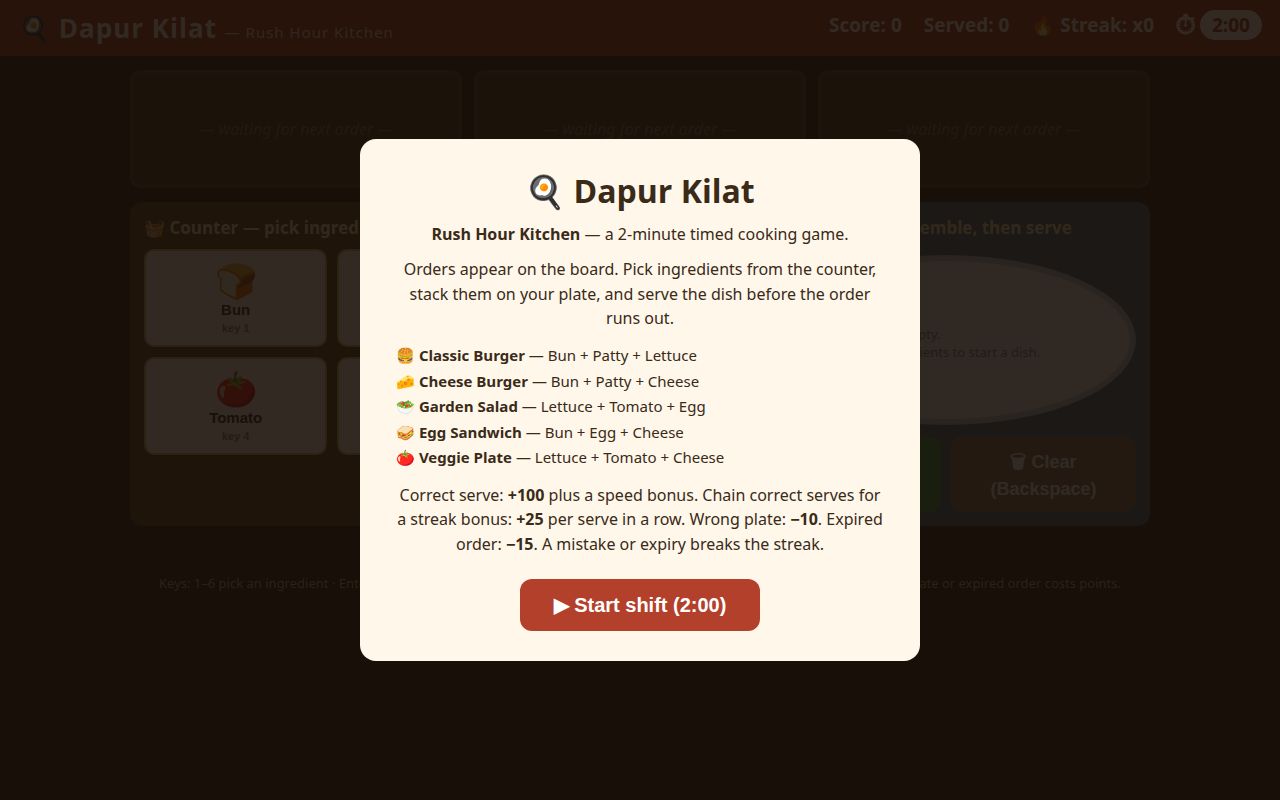 Dapur Kilat — Rush Hour Kitchen
Score: 0 Served: 0 Streak: x0 2:00
— waiting for next order — — waiting for next order — — waiting for next order —
Counter — pick ingred
emble, then serve
Bun
key 1
Tomato
key 4
pty.
ents to start a dish.
Clear
(Backspace)
Dapur Kilat
Rush Hour Kitchen — a 2-minute timed cooking game.
Orders appear on the board. Pick ingredients from the counter,
stack them on your plate, and serve the dish before the order
runs out.
Classic Burger — Bun + Patty + Lettuce
Cheese Burger — Bun + Patty + Cheese
Garden Salad — Lettuce + Tomato + Egg
Egg Sandwich — Bun + Egg + Cheese
Veggie Plate — Lettuce + Tomato + Cheese
Correct serve: +100 plus a speed bonus. Chain correct serves for
a streak bonus: +25 per serve in a row. Wrong plate: −10. Expired
order: −15. A mistake or expiry breaks the streak.
▶ Start shift (2:00)
Keys: 1–6 pick an ingredient · Ent
ate or expired order costs points.